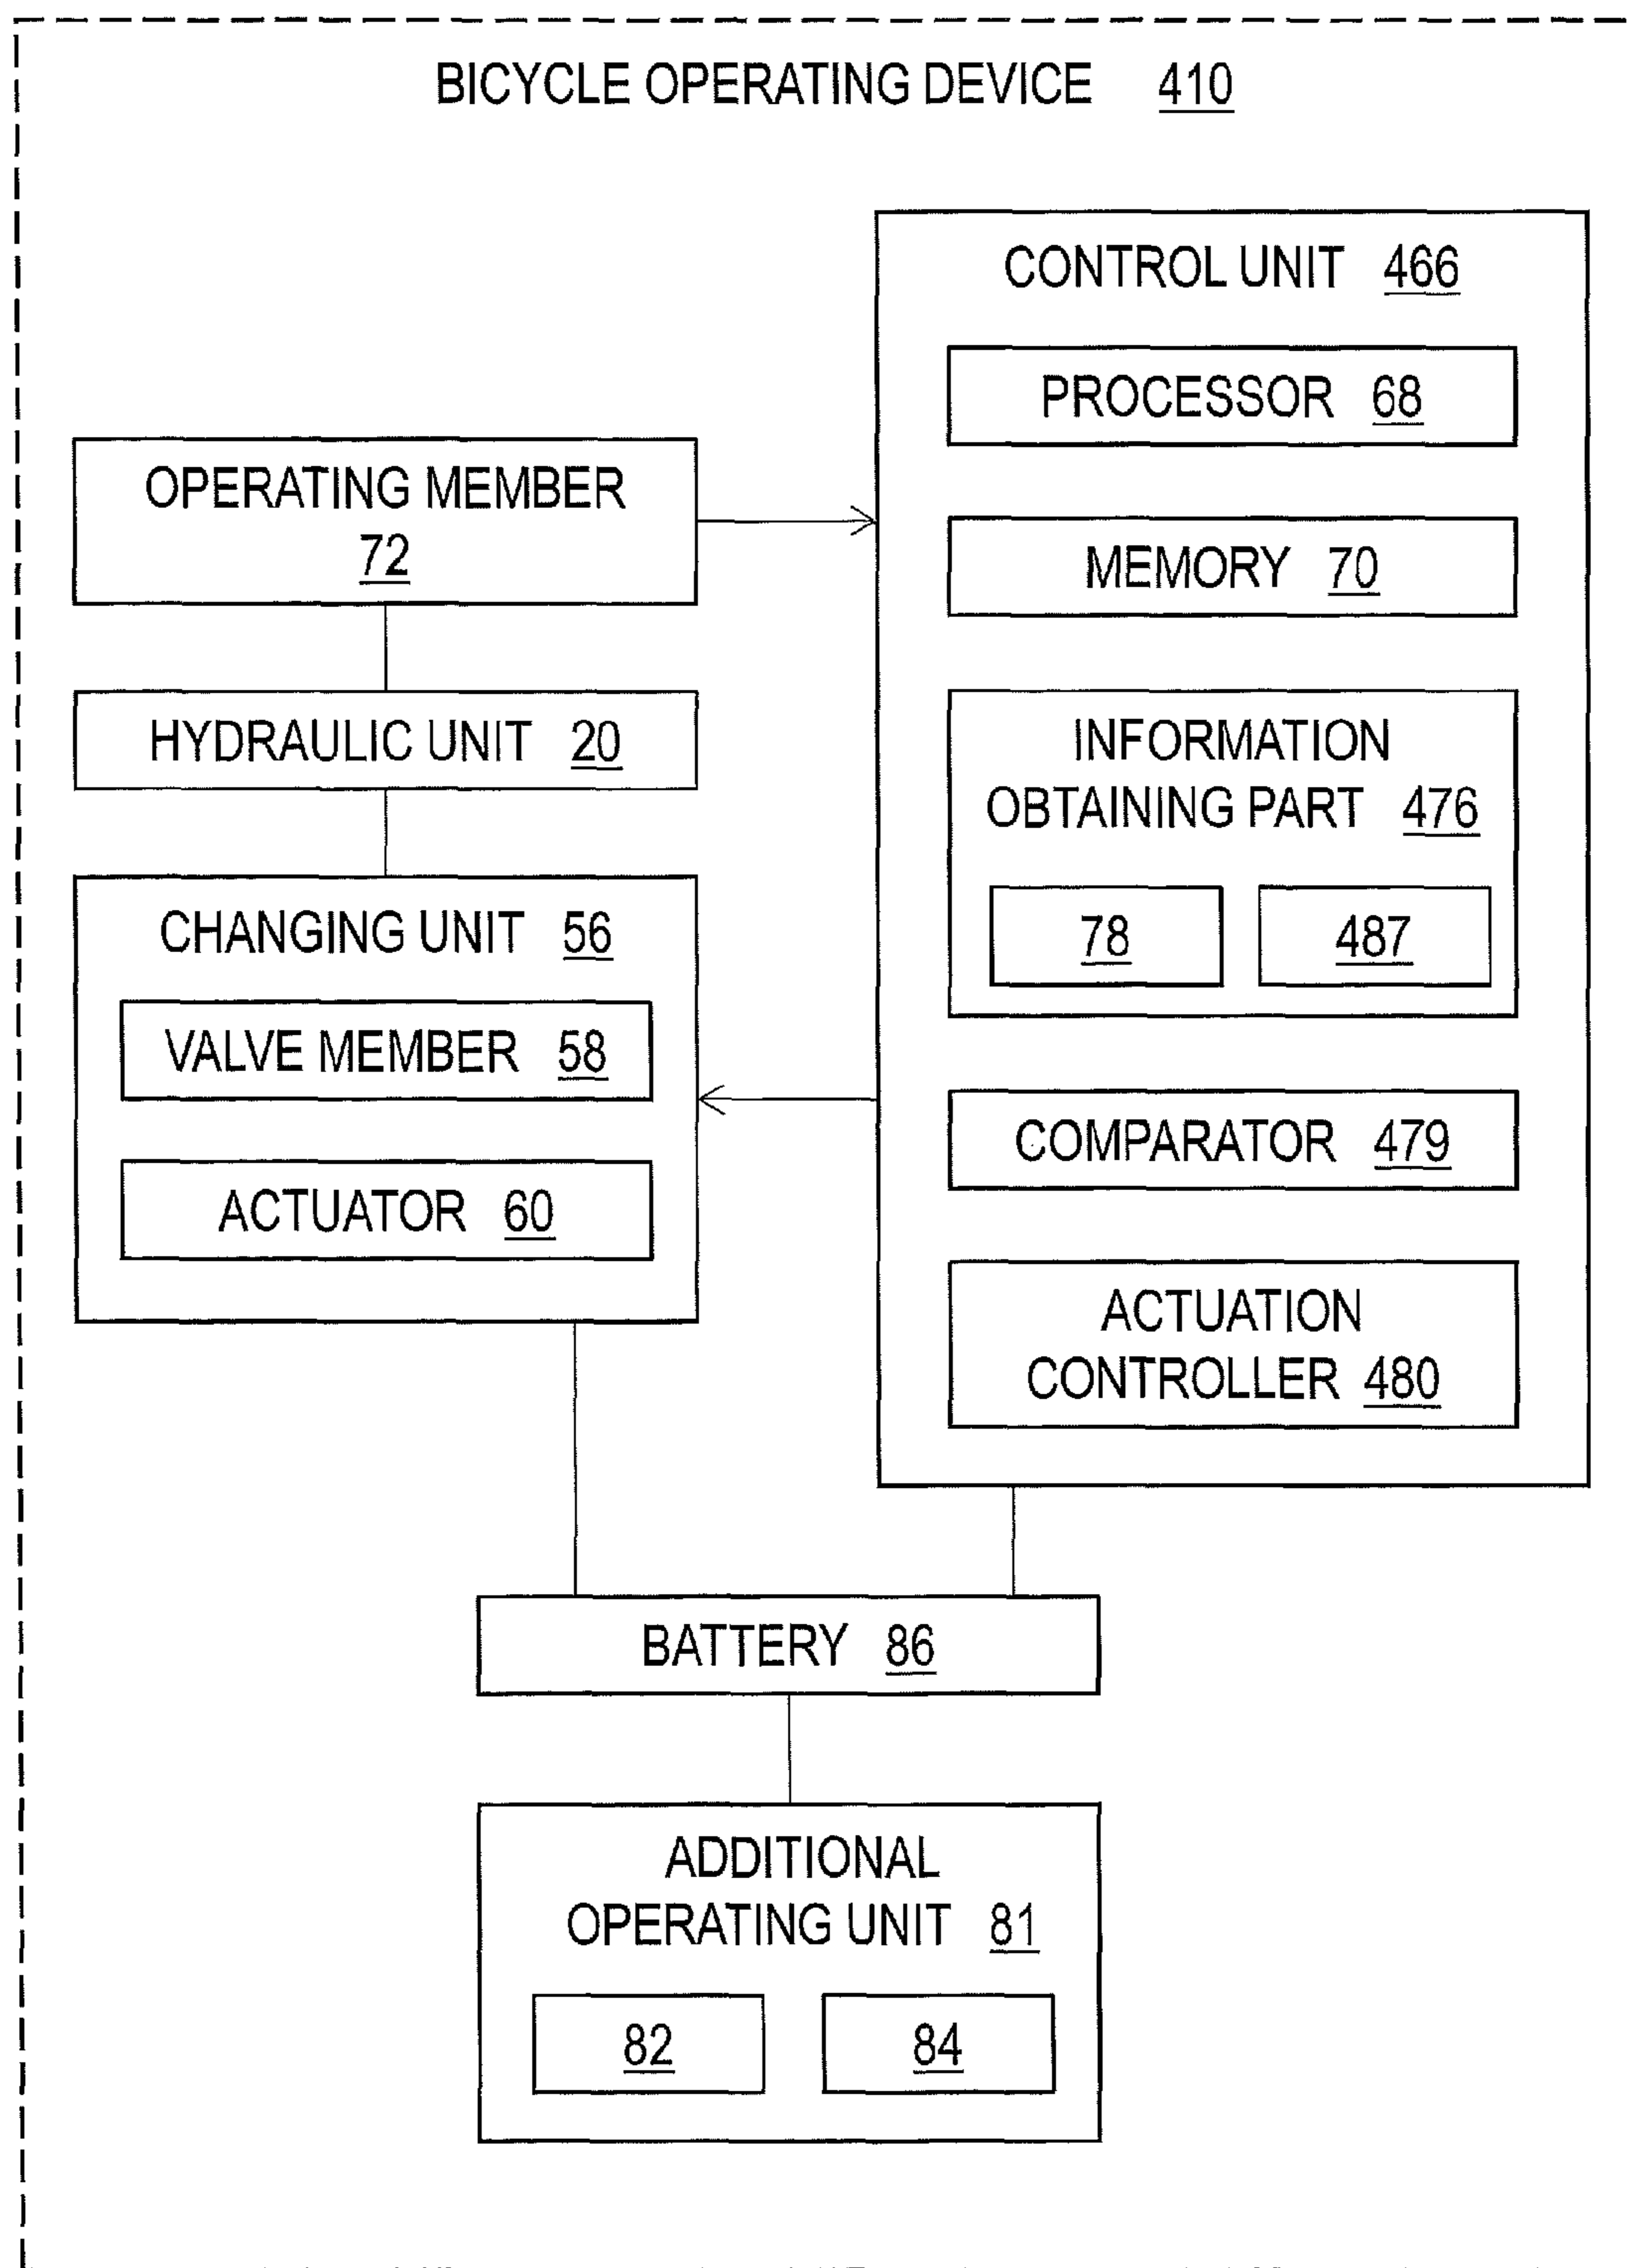 BICYCLE OPERATING DEVICE 410
CONTROL UNIT 466
PROCESSOR 68
MEMORY 70
INFORMATION
OBTAINING PART 476
78 487
COMPARATOR 479
ACTUATION
CONTROLLER 480
OPERATING MEMBER
72
HYDRAULIC UNIT 20
CHANGING UNIT 56
VALVE MEMBER 58
ACTUATOR 60
BATTERY 86
ADDITIONAL
OPERATING UNIT 81
82 84